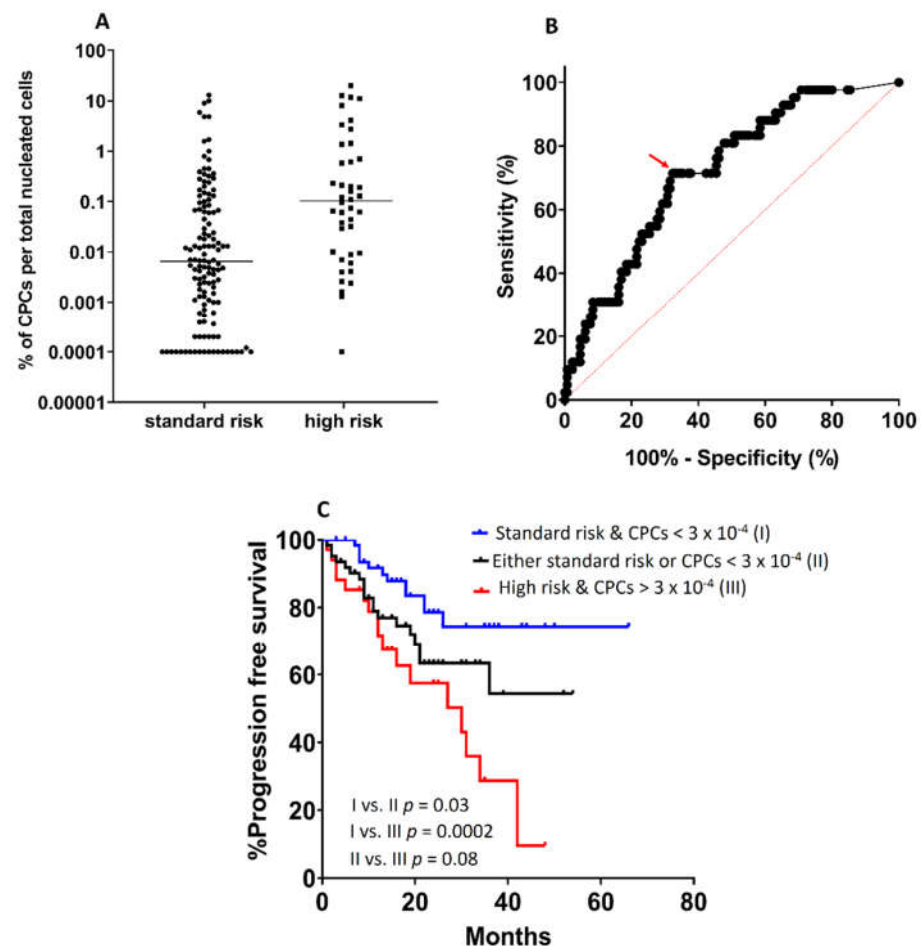 A
% of CPCs per total nucleated cells
100
10
1
0.1
0.01
0.001
0.0001
0.00001
standard risk
high risk
B
Sensitivity (%)
100
80
60
40
20
0
0 20 40 60 80 100
100% - Specificity (%)
C
%Progression free survival
100
80
60
40
20
0
Standard risk & CPCs < 3 x 10⁻⁴ (I)
Either standard risk or CPCs < 3 x 10⁻⁴ (II)
High risk & CPCs > 3 x 10⁻⁴ (III)
I vs. II p = 0.03
I vs. III p = 0.0002
II vs. III p = 0.08
0 20 40 60 80
Months